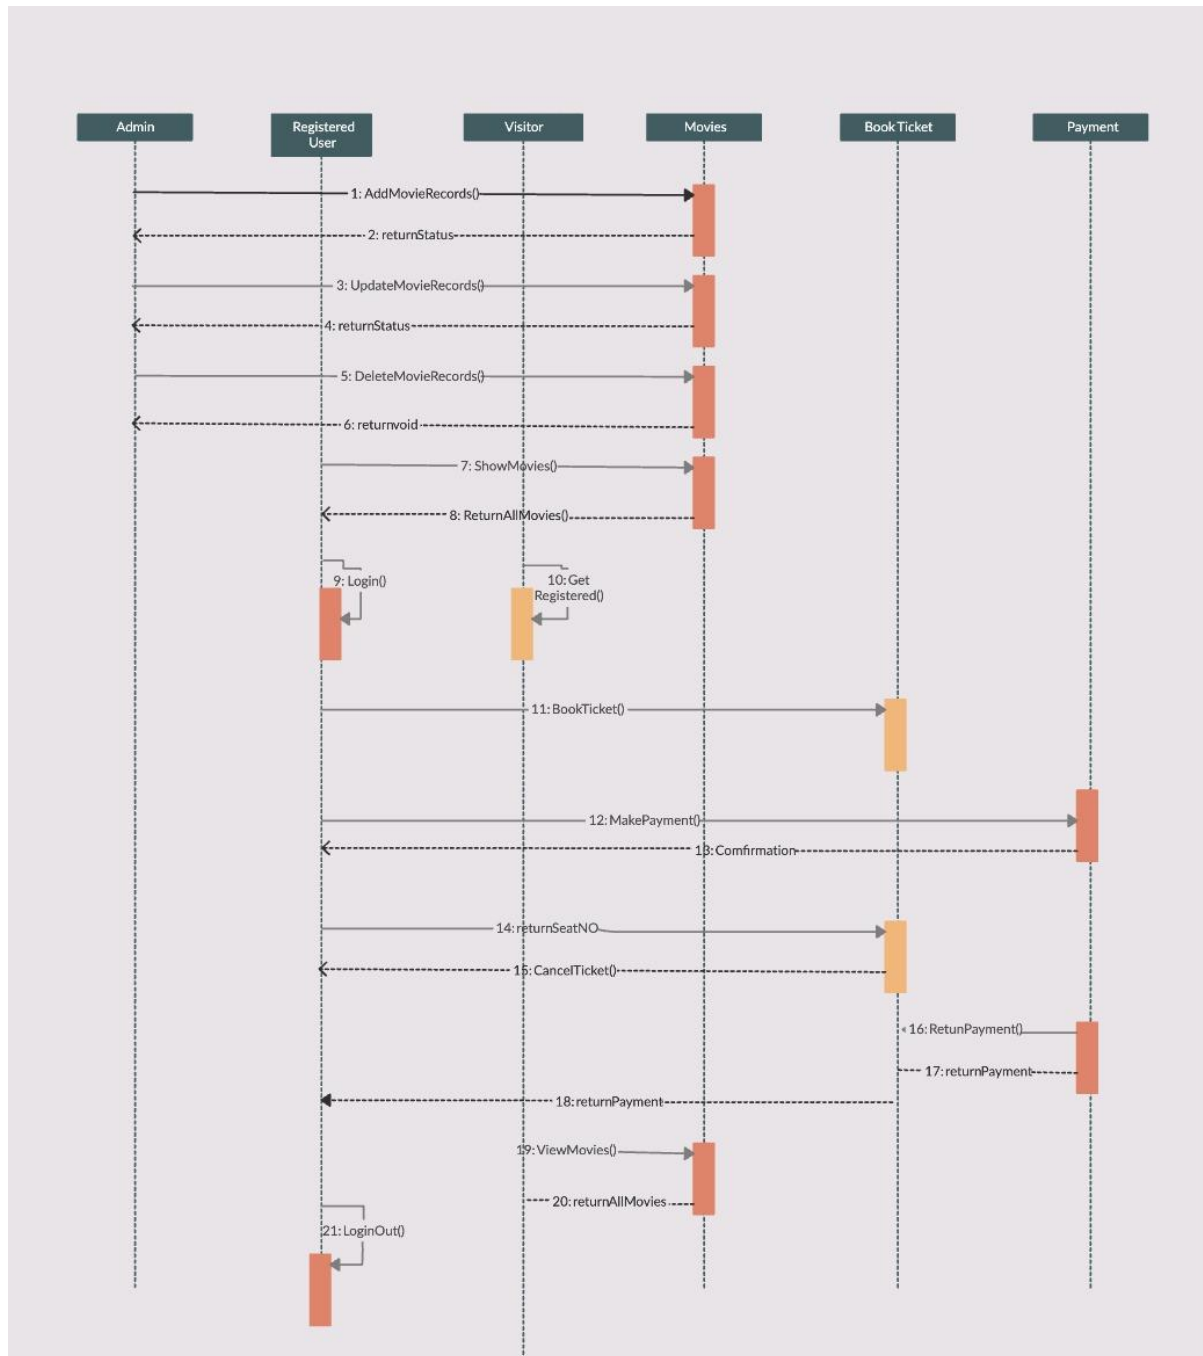 Admin
Registered
User
Visitor
Movies
Book Ticket
Payment
1: AddMovieRecords()
2: returnStatus
3: UpdateMovieRecords()
4: returnStatus
5: DeleteMovieRecords()
6: returnvoid
7: ShowMovies()
8: ReturnAllMovies()
9: Login()
10: Get
Registered()
11: BookTicket()
12: MakePayment()
13: Comfirmation
14: returnSeatNO
15: CancelTicket()
16: RetunPayment()
17: returnPayment
18: returnPayment
19: ViewMovies()
20: returnAllMovies
21: LoginOut()